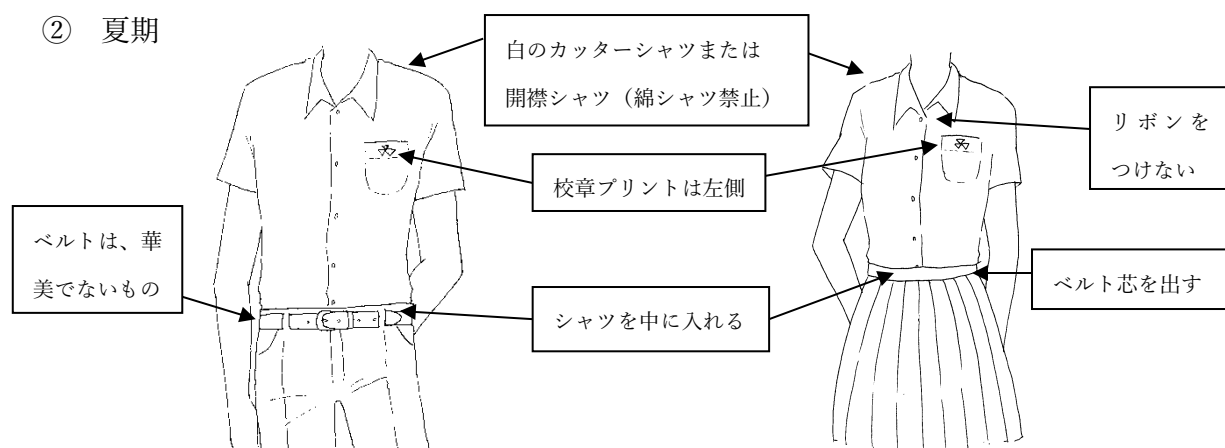 ② 夏期
白のカッターシャツまたは
開襟シャツ（綿シャツ禁止）
リボンを
つけない
校章プリントは左側
ベルトは、華
美でないもの
ベルト芯を出す
シャツを中に入れる